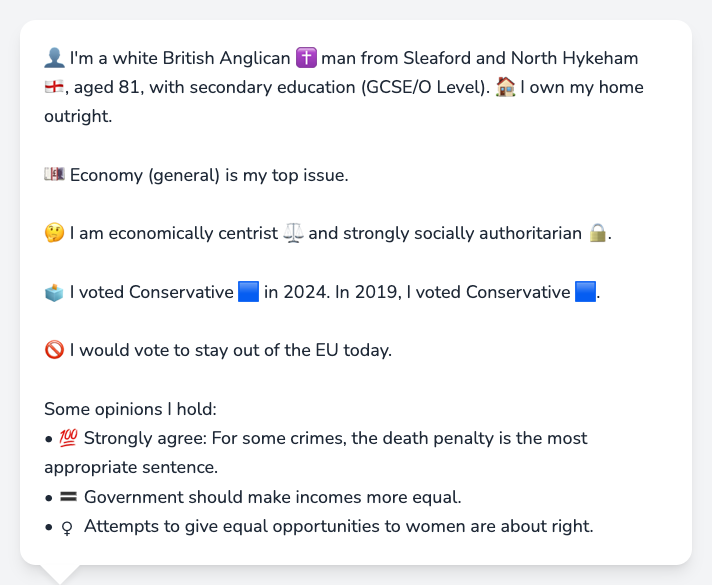 👤 I'm a white British Anglican ✝️ man from Sleaford and North Hykeham
🏴󠁧󠁢󠁥󠁮󠁧󠁿, aged 81, with secondary education (GCSE/O Level). 🏠 I own my home
outright.
💷 Economy (general) is my top issue.
🤔 I am economically centrist ⚖️ and strongly socially authoritarian 🔒.
🗳️ I voted Conservative 🟦 in 2024. In 2019, I voted Conservative 🟦.
🚫 I would vote to stay out of the EU today.
Some opinions I hold:
• 💯 Strongly agree: For some crimes, the death penalty is the most
appropriate sentence.
• 🟰 Government should make incomes more equal.
• ♀ Attempts to give equal opportunities to women are about right.